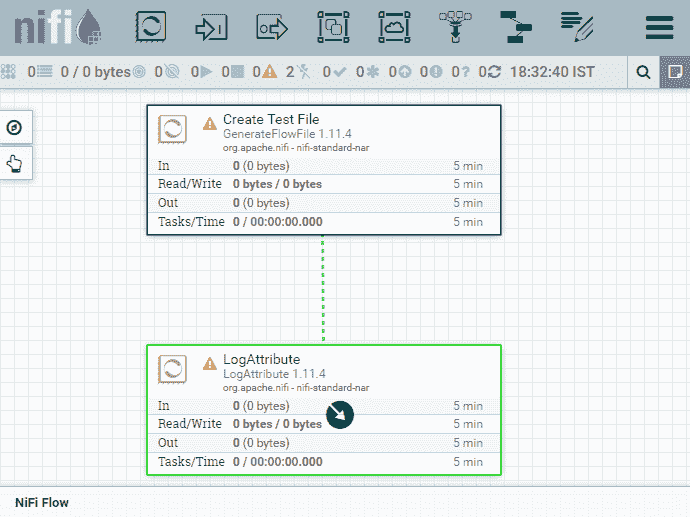 nifi
0 0 / 0 bytes 0 0 0 0 2 0 0 0 0 0 18:32:40 IST
Create Test File
GenerateFlowFile 1.11.4
org.apache.nifi - nifi-standard-nar
In 0 (0 bytes) 5 min
Read/Write 0 bytes / 0 bytes 5 min
Out 0 (0 bytes) 5 min
Tasks/Time 0 / 00:00:00.000 5 min
LogAttribute
LogAttribute 1.11.4
org.apache.nifi - nifi-standard-nar
In 0 (0 bytes) 5 min
Read/Write 0 bytes / 0 bytes 5 min
Out 0 (0 bytes) 5 min
Tasks/Time 0 / 00:00:00.000 5 min
NiFi Flow